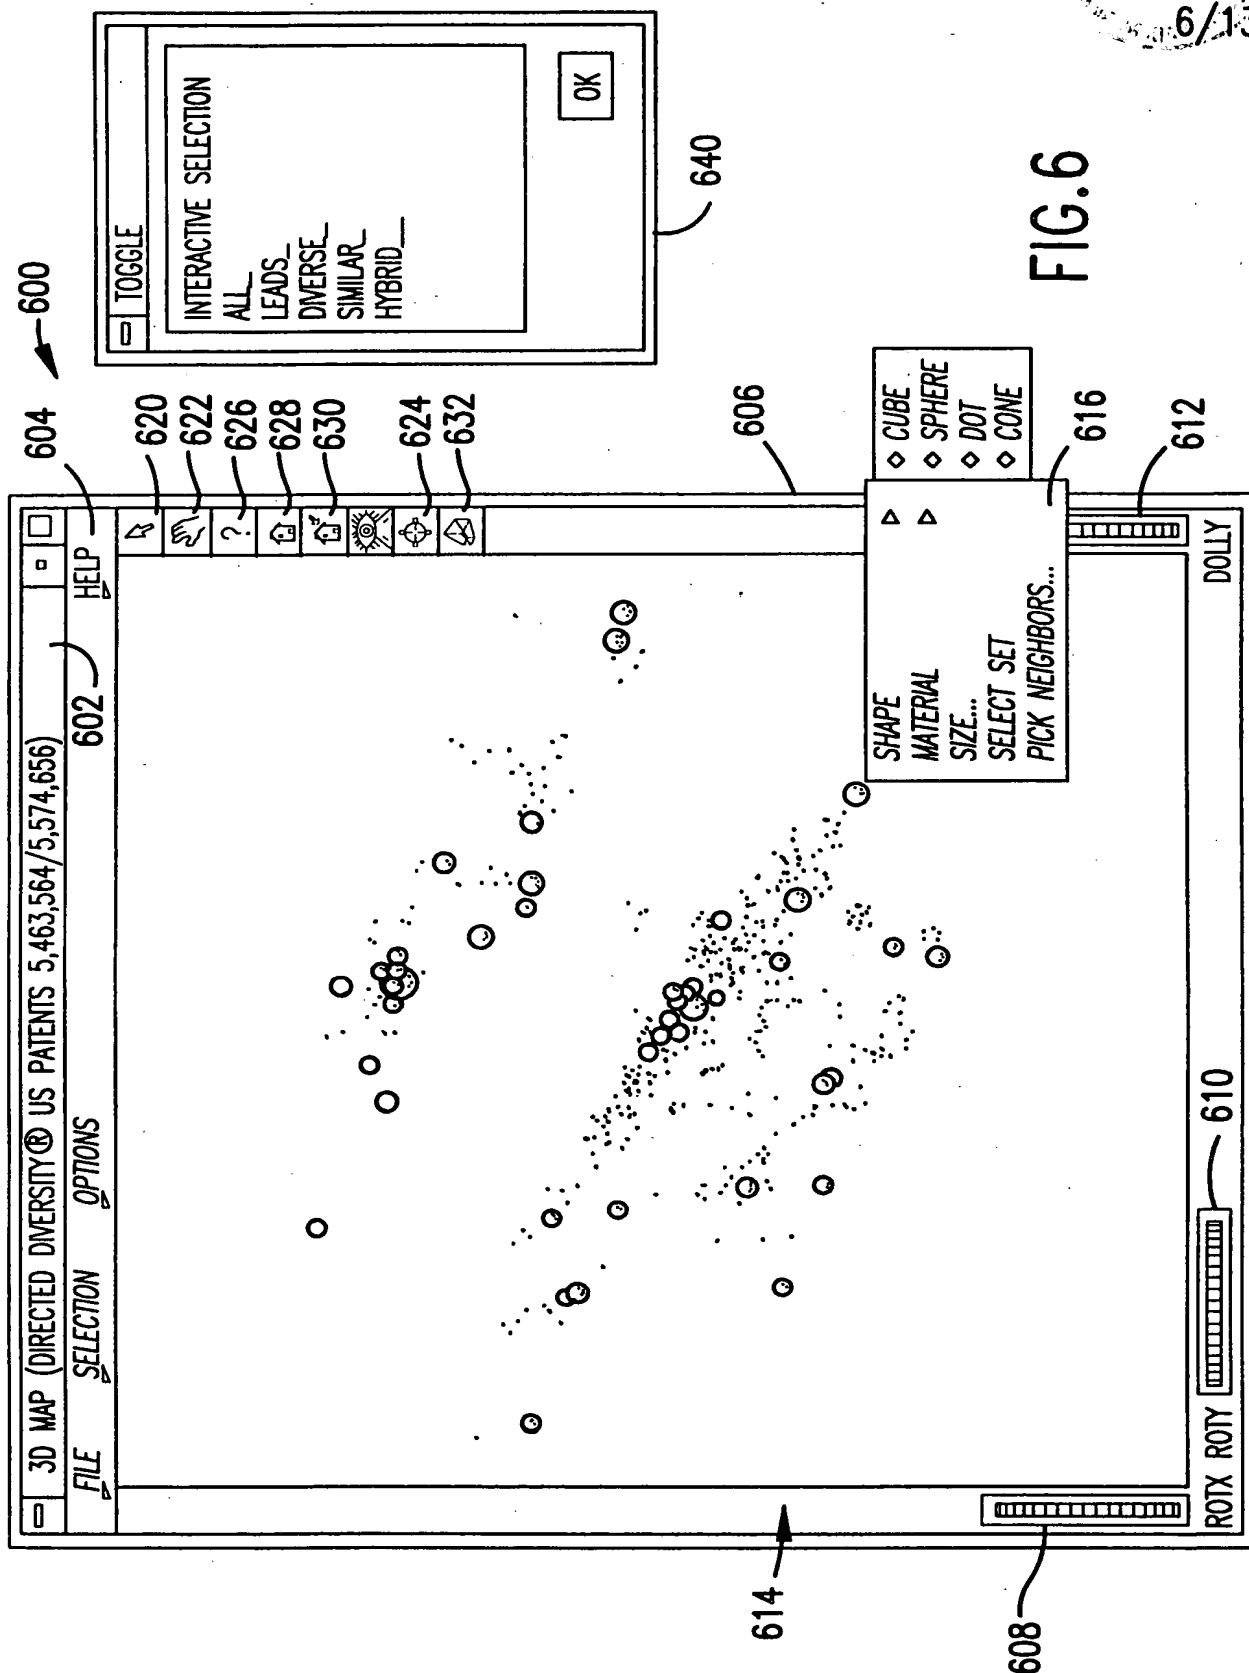 6/13
600
604
602
3D MAP (DIRECTED DIVERSITY® US PATENTS 5,463,564/5,574,656)
FILE SELECTION OPTIONS HELP
620
622
?
626
628
630
624
632
606
TOGGLE
INTERACTIVE SELECTION
ALL_
LEADS_
DIVERSE_
SIMILAR_
HYBRID_
OK
640
SHAPE
MATERIAL
SIZE...
SELECT SET
PICK NEIGHBORS...
CUBE
SPHERE
DOT
CONE
616
612
614
608
ROTX ROTY
610
DOLLY
FIG.6